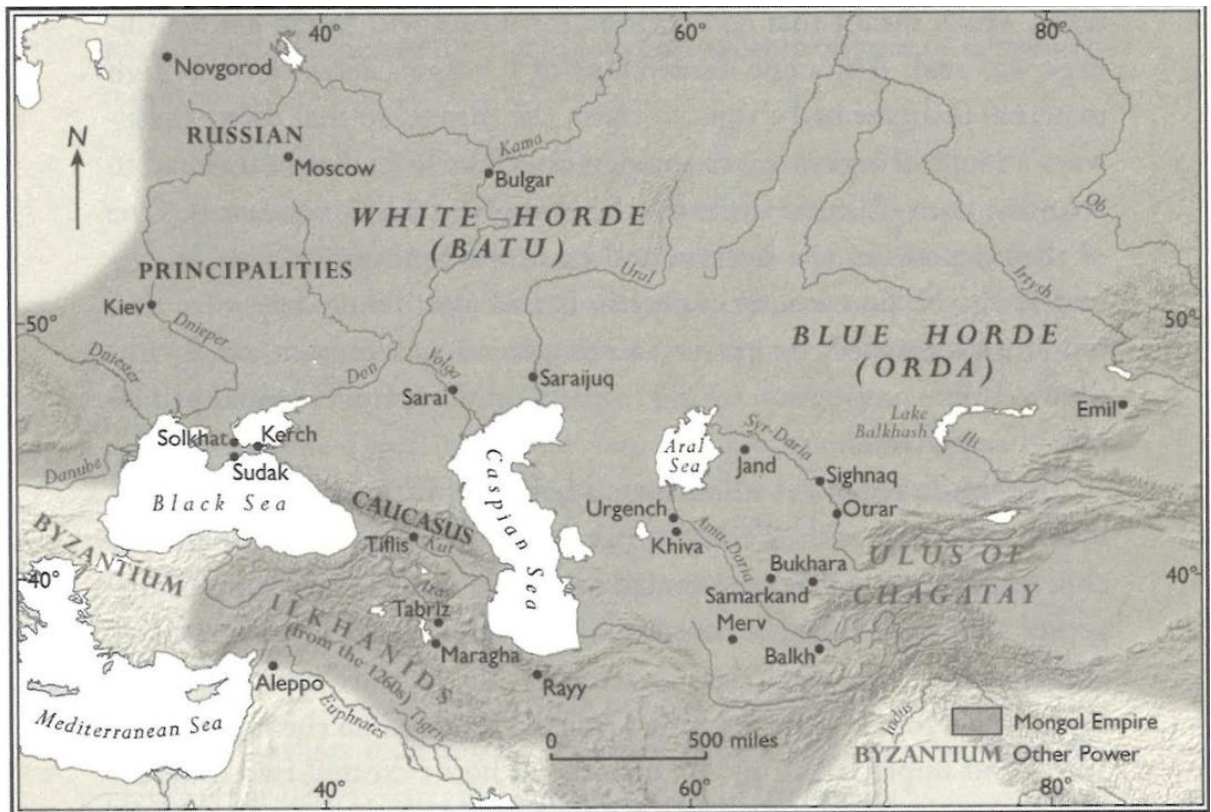 40°
60°
80°
Novgorod
N
RUSSIAN
Moscow
Kama
Bulgar
Ob
WHITE HORDE
(BATU)
PRINCIPALITIES
Ural
Irtysh
Kiev
50°
Dnieper
50°
BLUE HORDE
(ORDA)
Dniester
Don
Volga
Sarai
Saraijuq
Emil
Lake
Balkhash
Ili
Solkhat
Kerch
Sudak
Danube
Black Sea
Caspian Sea
Aral
Sea
Syr-Daria
Jand
Sighnaq
Otrar
Urgench
Khiva
Amu-Daria
CAUCASUS
Tiflis
Kur
BYZANTIUM
ULUS OF
CHAGATAY
40°
40°
Bukhara
Samarkand
Aras
Tabriz
Maragha
ILKHANIDS
(from the 1260s)
Merv
Balkh
Rayy
Aleppo
Euphrates
Tigris
Mediterranean Sea
Indus
0 500 miles
Mongol Empire
BYZANTIUM Other Power
40°
60°
80°